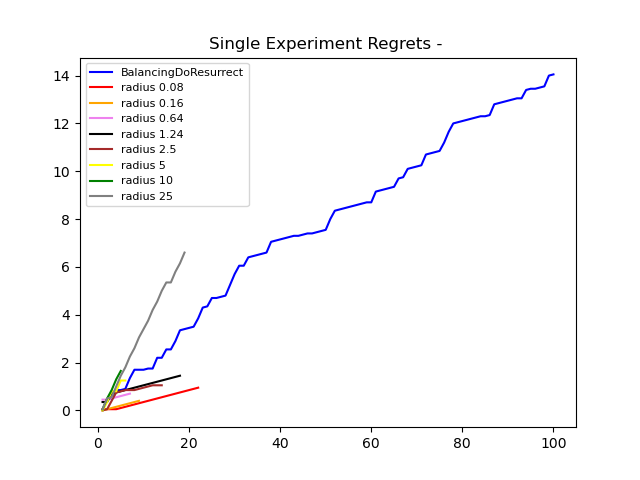 Single Experiment Regrets -
BalancingDoResurrect
radius 0.08
radius 0.16
radius 0.64
radius 1.24
radius 2.5
radius 5
radius 10
radius 25
14
12
10
8
6
4
2
0
0 20 40 60 80 100